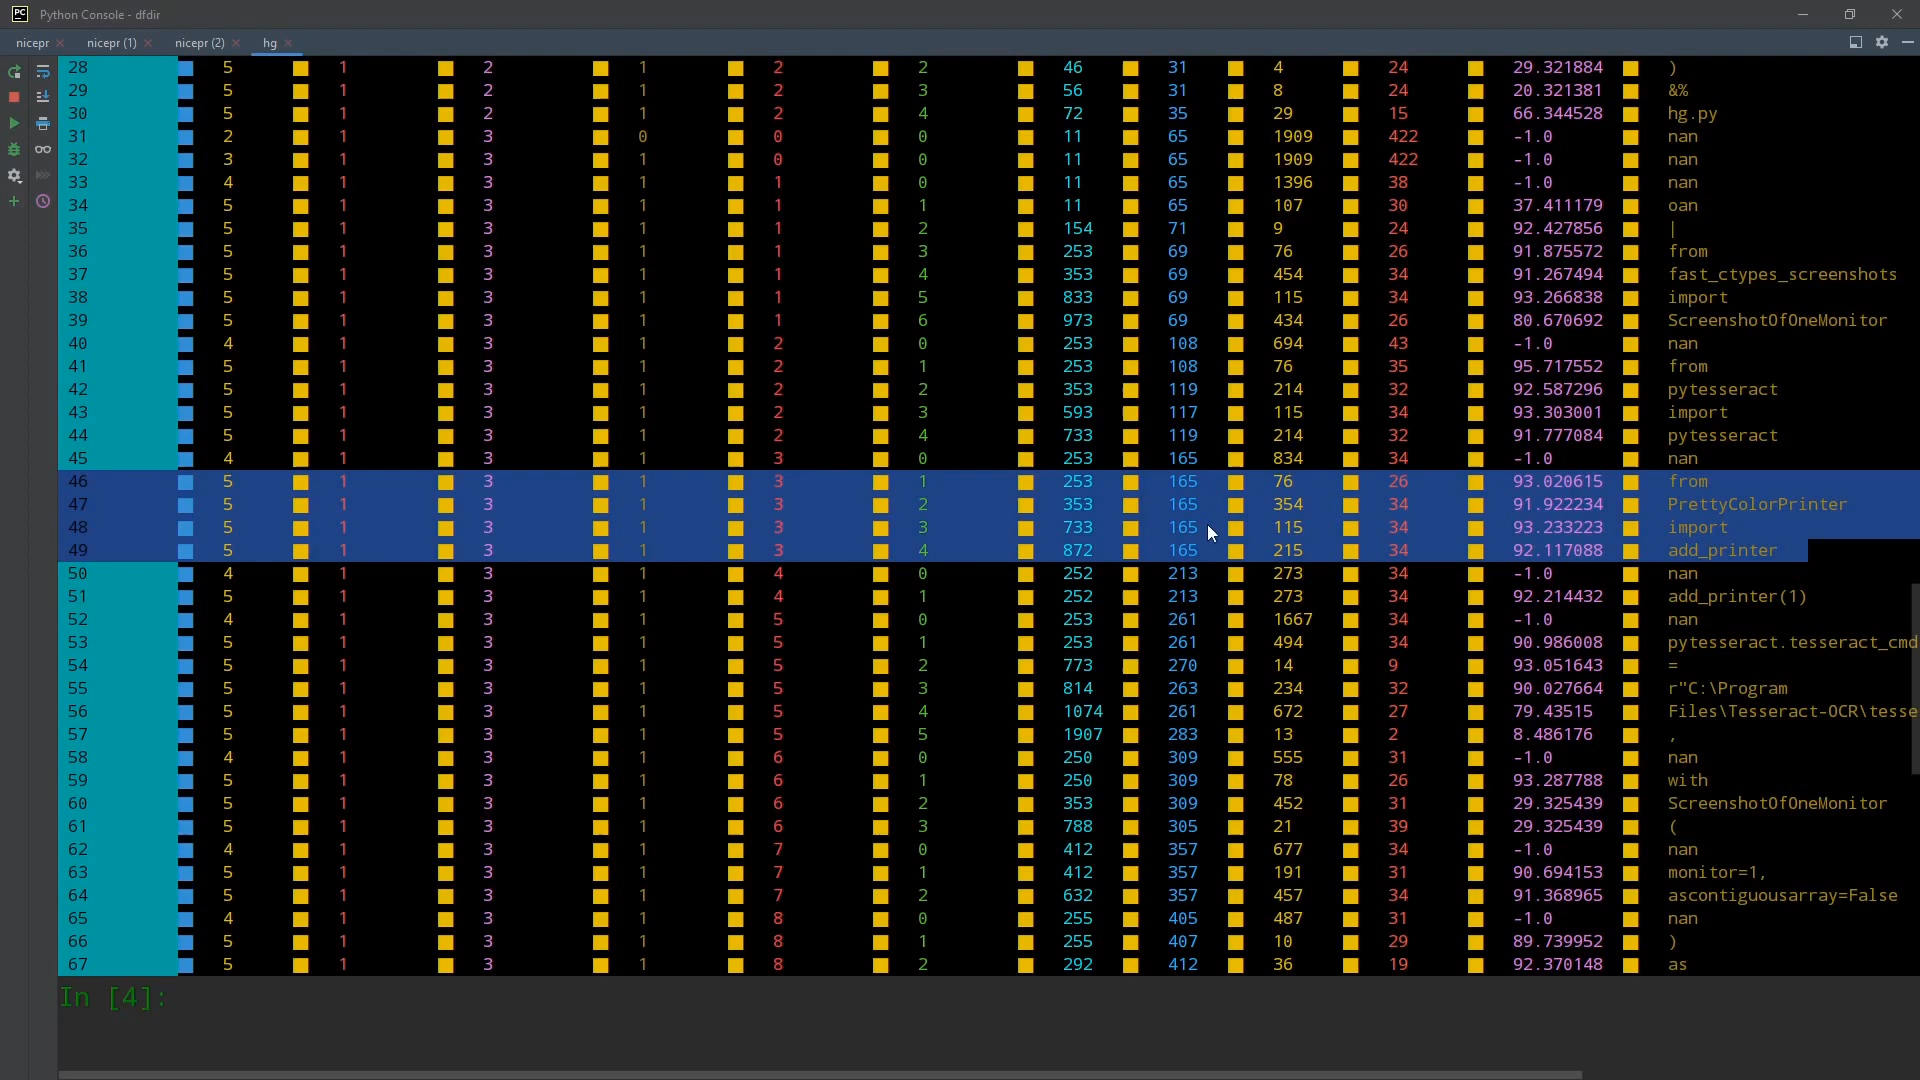 PC Python Console - dfdir
nicepr nicepr (1) nicepr (2) hg
28 5 1 2 1 2 2 46 31 4 24 29.321884 )
29 5 1 2 1 2 3 56 31 8 24 20.321381 &%
30 5 1 2 1 2 4 72 35 29 15 66.344528 hg.py
31 2 1 3 0 0 0 11 65 1909 422 -1.0 nan
32 3 1 3 1 0 0 11 65 1909 422 -1.0 nan
33 4 1 3 1 1 0 11 65 1396 38 -1.0 nan
34 5 1 3 1 1 1 11 65 107 30 37.411179 oan
35 5 1 3 1 1 2 154 71 9 24 92.427856 |
36 5 1 3 1 1 3 253 69 76 26 91.875572 from
37 5 1 3 1 1 4 353 69 454 34 91.267494 fast_ctypes_screenshots
38 5 1 3 1 1 5 833 69 115 34 93.266838 import
39 5 1 3 1 1 6 973 69 434 26 80.670692 ScreenshotOfOneMonitor
40 4 1 3 1 2 0 253 108 694 43 -1.0 nan
41 5 1 3 1 2 1 253 108 76 35 95.717552 from
42 5 1 3 1 2 2 353 119 214 32 92.587296 pytesseract
43 5 1 3 1 2 3 593 117 115 34 93.303001 import
44 5 1 3 1 2 4 733 119 214 32 91.777084 pytesseract
45 4 1 3 1 3 0 253 165 834 34 -1.0 nan
46 5 1 3 1 3 1 253 165 76 26 93.020615 from
47 5 1 3 1 3 2 353 165 354 34 91.922234 PrettyColorPrinter
48 5 1 3 1 3 3 733 165 115 34 93.233223 import
49 5 1 3 1 3 4 872 165 215 34 92.117088 add_printer
50 4 1 3 1 4 0 252 213 273 34 -1.0 nan
51 5 1 3 1 4 1 252 213 273 34 92.214432 add_printer(1)
52 4 1 3 1 5 0 253 261 1667 34 -1.0 nan
53 5 1 3 1 5 1 253 261 494 34 90.986008 pytesseract.tesseract_cmd
54 5 1 3 1 5 2 773 270 14 9 93.051643 =
55 5 1 3 1 5 3 814 263 234 32 90.027664 r"C:\Program
56 5 1 3 1 5 4 1074 261 672 27 79.43515 Files\Tesseract-OCR\tesse
57 5 1 3 1 5 5 1907 283 13 2 8.486176 ,
58 4 1 3 1 6 0 250 309 555 31 -1.0 nan
59 5 1 3 1 6 1 250 309 78 26 93.287788 with
60 5 1 3 1 6 2 353 309 452 31 29.325439 ScreenshotOfOneMonitor
61 5 1 3 1 6 3 788 305 21 39 29.325439 (
62 4 1 3 1 7 0 412 357 677 34 -1.0 nan
63 5 1 3 1 7 1 412 357 191 31 90.694153 monitor=1,
64 5 1 3 1 7 2 632 357 457 34 91.368965 ascontiguousarray=False
65 4 1 3 1 8 0 255 405 487 31 -1.0 nan
66 5 1 3 1 8 1 255 407 10 29 89.739952 )
67 5 1 3 1 8 2 292 412 36 19 92.370148 as
In [4]: